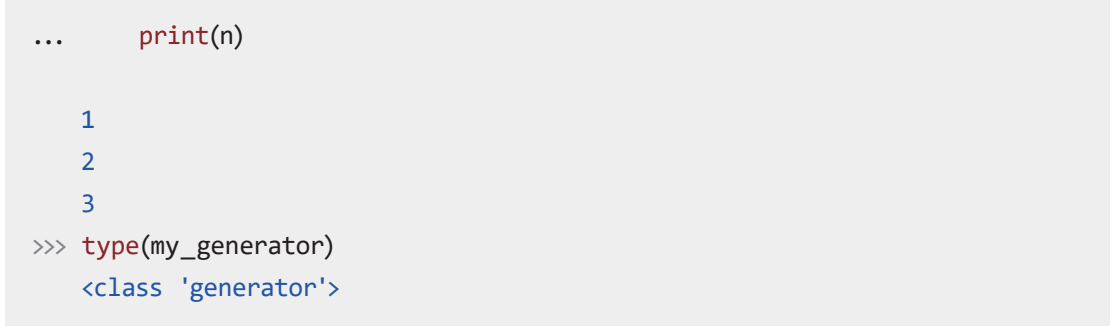 ...     print(n)
1
2
3
>>> type(my_generator)
<class 'generator'>